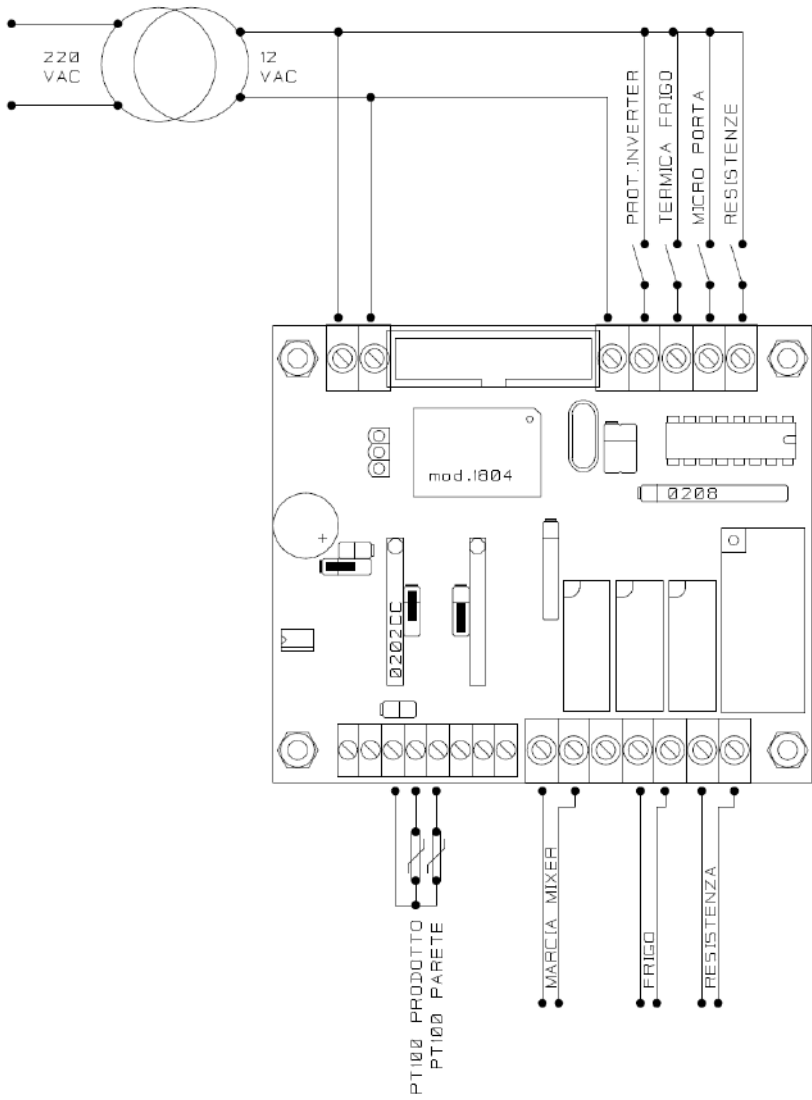 220
VAC
12
VAC
PROT.INVERTER
TERMICA FRIGO
MICRO PORTA
RESISTENZE
mod.1804
0208
+
0202CC
PT100 PRODOTTO
PT100 PARETE
MARCIA MIXER
FRIGO
RESISTENZA